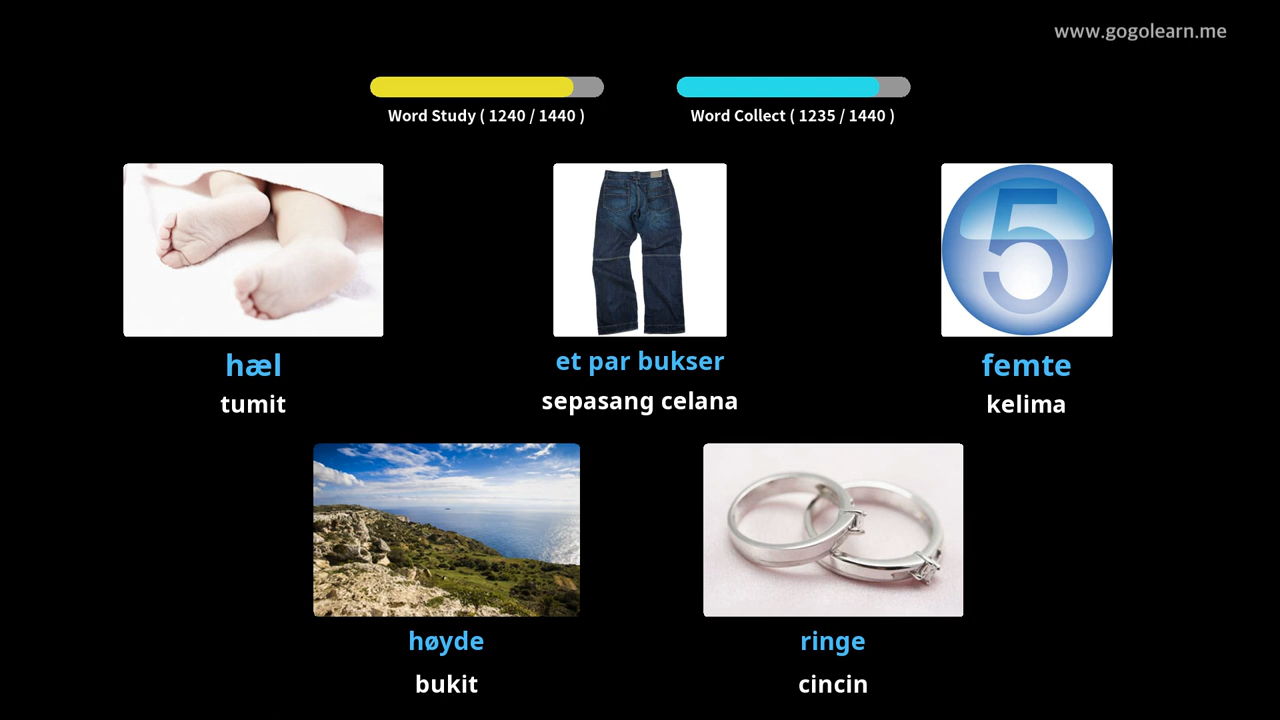 www.gogolearn.me
Word Study ( 1240 / 1440 )
Word Collect ( 1235 / 1440 )
5
hæl
tumit
et par bukser
sepasang celana
femte
kelima
høyde
bukit
ringe
cincin